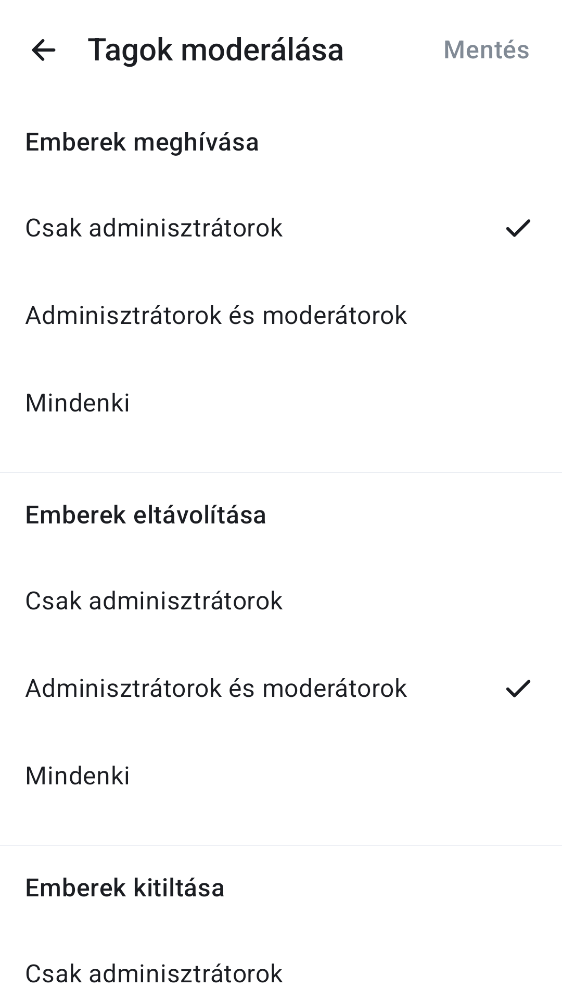 Tagok moderálása
Mentés
Emberek meghívása
Csak adminisztrátorok
Adminisztrátorok és moderátorok
Mindenki
Emberek eltávolítása
Csak adminisztrátorok
Adminisztrátorok és moderátorok
Mindenki
Emberek kitiltása
Csak adminisztrátorok